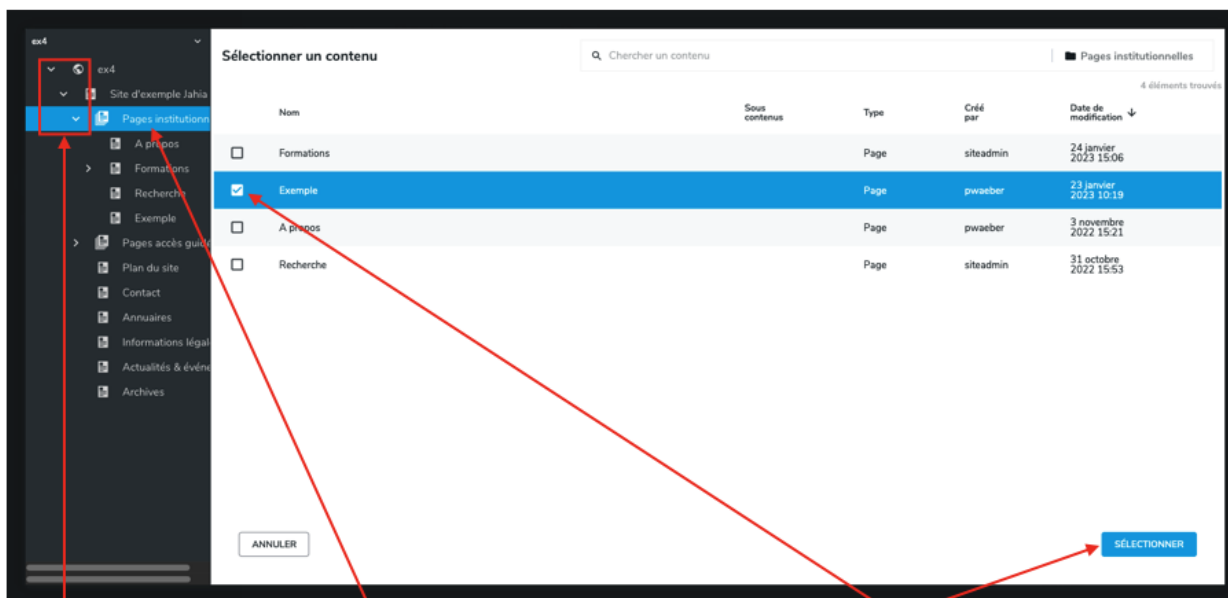 ex4
ex4
Site d'exemple Jahia
Pages institutionn
A propos
Formations
Recherche
Exemple
Pages accès guidé
Plan du site
Contact
Annuaires
Informations légal
Actualités & événe
Archives
Sélectionner un contenu
Chercher un contenu
Pages institutionnelles
4 éléments trouvés
Nom Sous contenus Type Créé par Date de modification
Formations Page siteadmin 24 janvier 2023 15:06
Exemple Page pwaeber 23 janvier 2023 10:19
A propos Page pwaeber 3 novembre 2022 15:21
Recherche Page siteadmin 31 octobre 2022 15:53
ANNULER SÉLECTIONNER